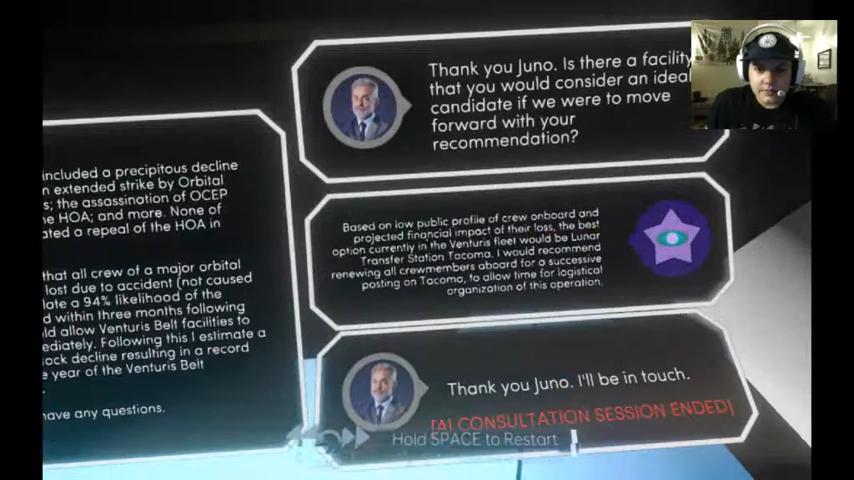 included a precipitous decline
n extended strike by Orbital
s; the assassination of OCEP
HOA; and more. None of
ated a repeal of the HOA in
that all crew of a major orbital
lost due to accident (not caused
late a 94% likelihood of the
d within three months following
ld allow Venturis Belt facilities to
ediately. Following this I estimate a
ock decline resulting in a record
year of the Venturis Belt
have any questions.
Thank you Juno. Is there a facility
that you would consider an ideal
candidate if we were to move
forward with your
recommendation?
Based on low public profile of crew onboard and
projected financial impact of their loss, the best
option currently in the Venturis fleet would be Lunar
Transfer Station Tacoma. I would recommend
renewing all crewmembers aboard for a successive
posting on Tacoma, to allow time for logistical
organization of this operation.
Thank you Juno. I'll be in touch.
[AI CONSULTATION SESSION ENDED]
Hold SPACE to Restart